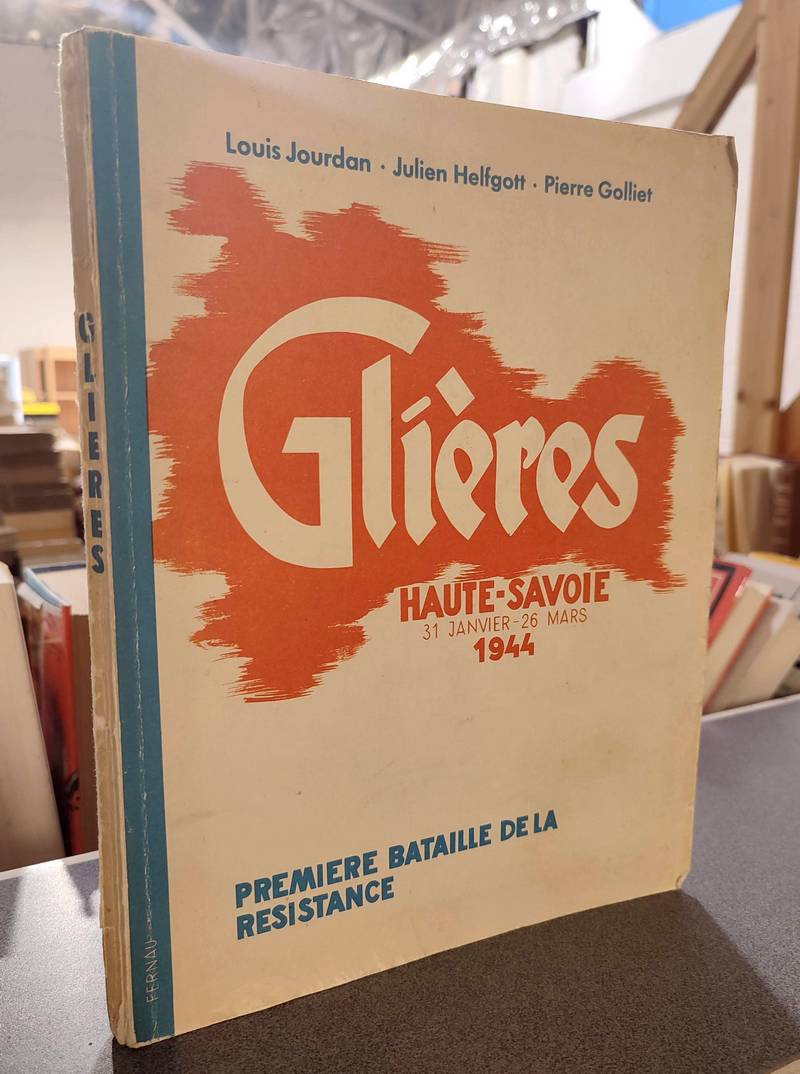 Louis Jourdan · Julien Helfgott · Pierre Golliet
Glières
HAUTE-SAVOIE
31 JANVIER-26 MARS
1944
PREMIERE BATAILLE DE LA
RESISTANCE
GLIERES
FERNAU